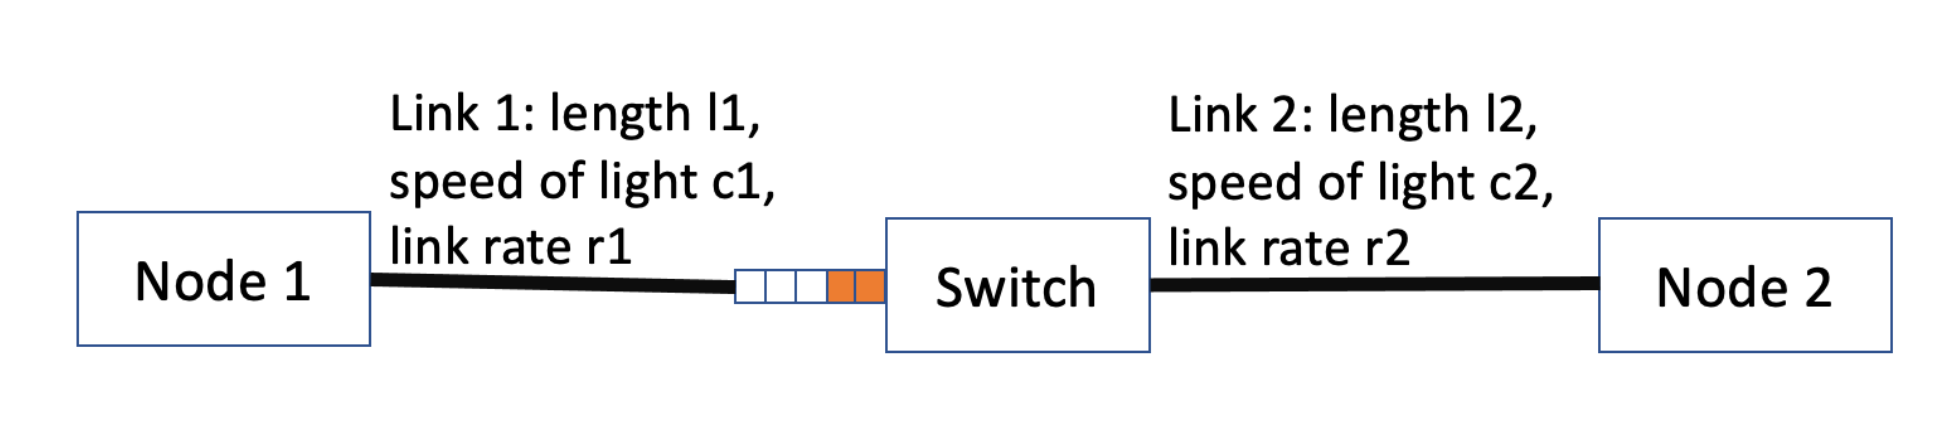 Link 1: length l1,
speed of light c1,
link rate r1
Link 2: length l2,
speed of light c2,
link rate r2
Node 1
Switch
Node 2